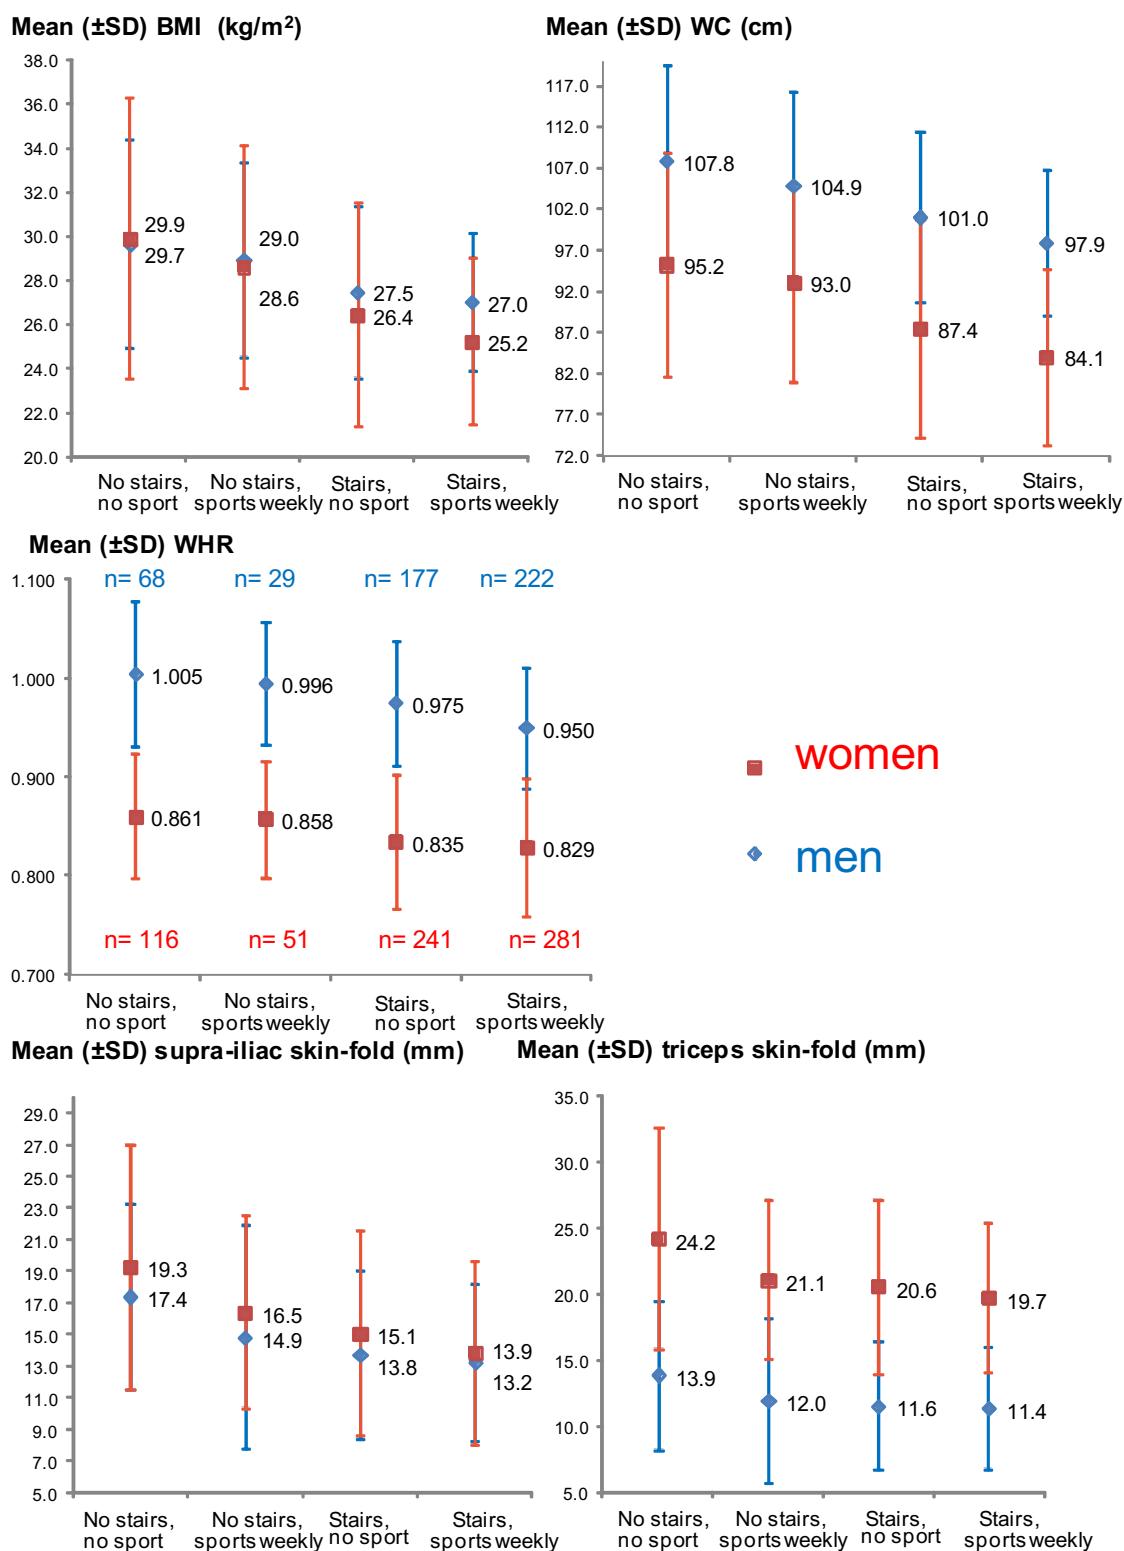 Mean (±SD) BMI (kg/m²)
38.0
36.0
34.0
32.0
30.0
28.0
26.0
24.0
22.0
20.0
29.9
29.7
29.0
28.6
27.5
26.4
27.0
25.2
No stairs,
no sport
No stairs,
sports weekly
Stairs,
no sport
Stairs,
sports weekly
Mean (±SD) WC (cm)
117.0
112.0
107.0
102.0
97.0
92.0
87.0
82.0
77.0
72.0
107.8
95.2
104.9
93.0
101.0
87.4
97.9
84.1
No stairs,
no sport
No stairs,
sports weekly
Stairs,
no sport
Stairs,
sports weekly
Mean (±SD) WHR
1.100
1.000
0.900
0.800
0.700
n= 68
n= 29
n= 177
n= 222
1.005
0.996
0.975
0.950
0.861
0.858
0.835
0.829
n= 116
n= 51
n= 241
n= 281
No stairs,
no sport
No stairs,
sports weekly
Stairs,
no sport
Stairs,
sports weekly
women
men
Mean (±SD) supra-iliac skin-fold (mm)
29.0
27.0
25.0
23.0
21.0
19.0
17.0
15.0
13.0
11.0
9.0
7.0
5.0
19.3
17.4
16.5
14.9
15.1
13.8
13.9
13.2
No stairs,
no sport
No stairs,
sports weekly
Stairs,
no sport
Stairs,
sports weekly
Mean (±SD) triceps skin-fold (mm)
35.0
30.0
25.0
20.0
15.0
10.0
5.0
24.2
13.9
21.1
12.0
20.6
11.6
19.7
11.4
No stairs,
no sport
No stairs,
sports weekly
Stairs,
no sport
Stairs,
sports weekly